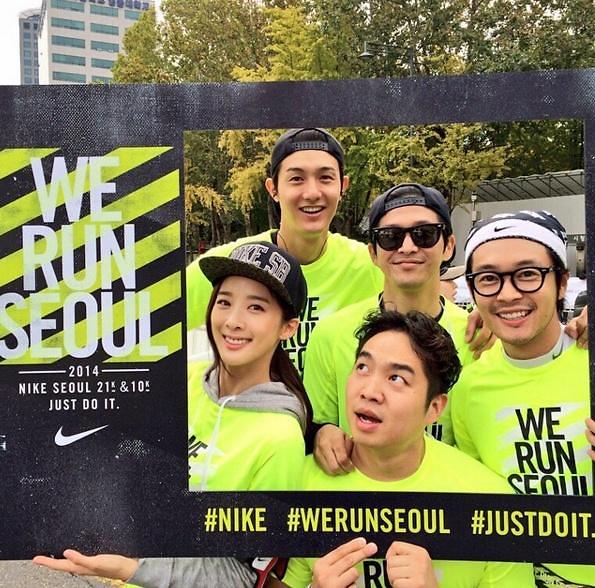 WE
RUN
SEOUL
2014
NIKE SEOUL 21K & 10K
JUST DO IT.
NIKE SB
WE
RUN
SEOUL
#NIKE #WERUNSEOUL #JUSTDOIT.
RUN